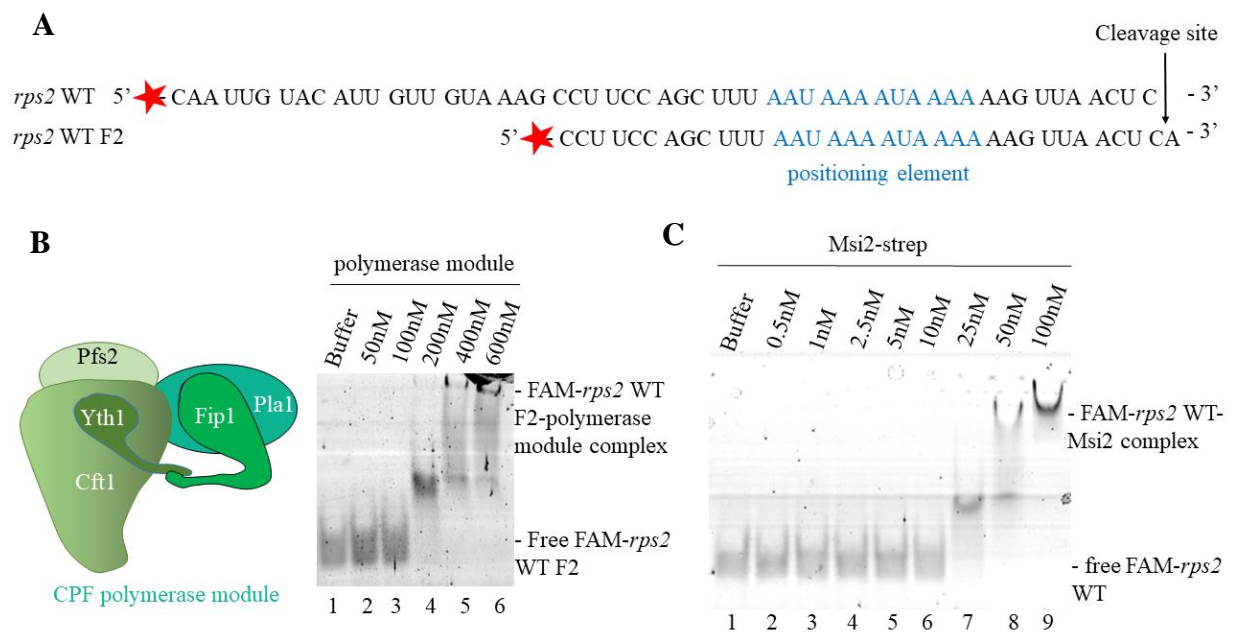 A
Cleavage site
rps2 WT 5’ - CAA UUG UAC AUU GUU GUA AAG CCU UCC AGC UUU AAU AAA AUA AAA AAG UUA ACU C - 3’
rps2 WT F2 5’ - CCU UCC AGC UUU AAU AAA AUA AAA AAG UUA ACU CA - 3’
positioning element
B
polymerase module
Buffer
50nM
100nM
200nM
400nM
600nM
Pfs2
Yth1
Fip1
Pla1
Cft1
CPF polymerase module
- FAM-rps2 WT
F2-polymerase
module complex
- Free FAM-rps2
WT F2
1 2 3 4 5 6
C
Msi2-strep
Buffer
0.5nM
1nM
2.5nM
5nM
10nM
25nM
50nM
100nM
- FAM-rps2 WT-
Msi2 complex
- free FAM-rps2
WT
1 2 3 4 5 6 7 8 9